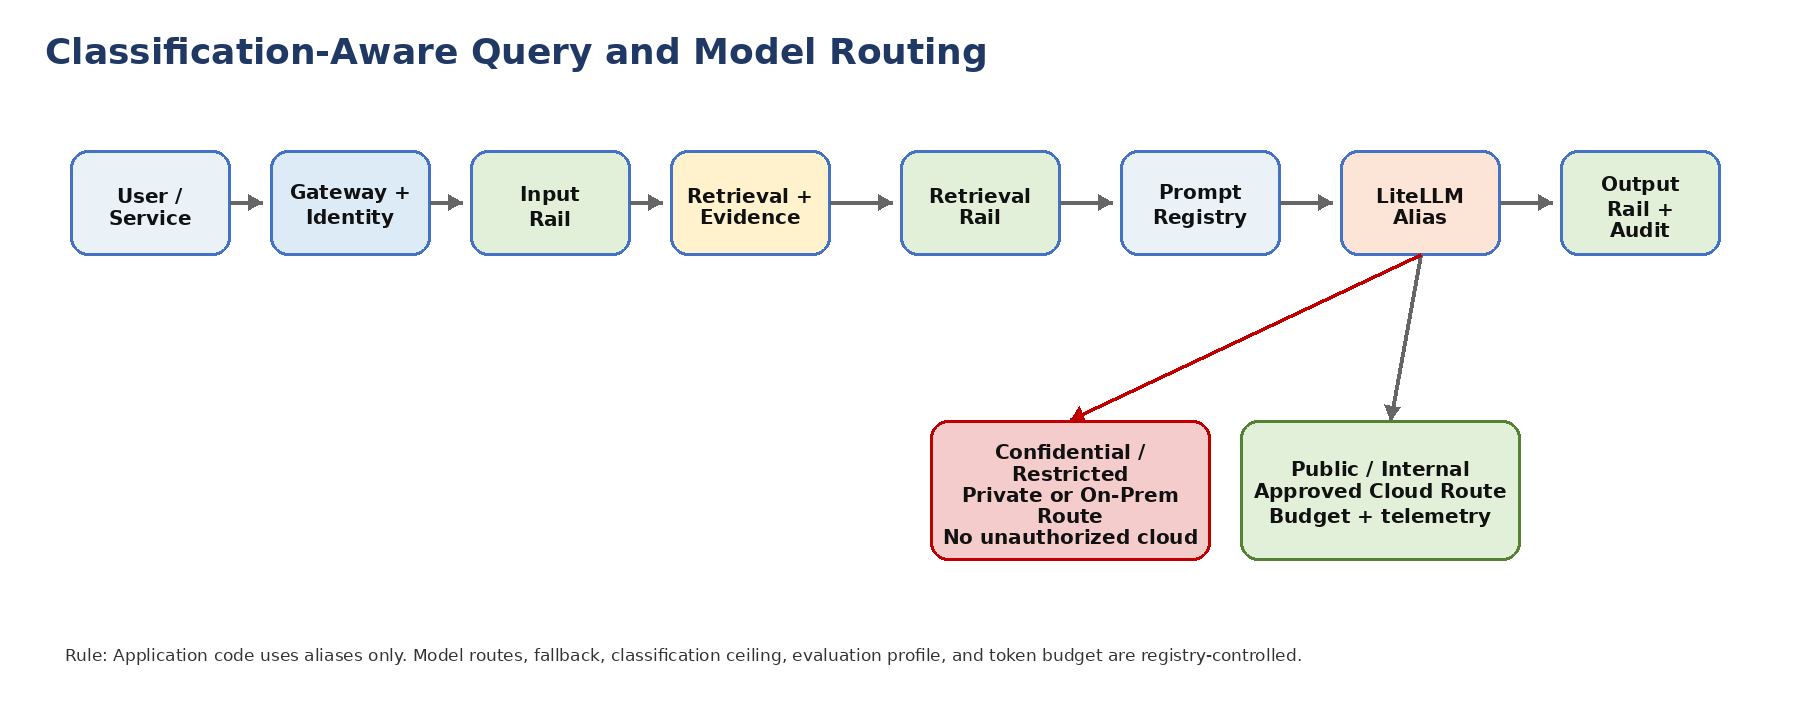 Classification-Aware Query and Model Routing
User /
Service
Gateway +
Identity
Input
Rail
Retrieval +
Evidence
Retrieval
Rail
Prompt
Registry
LiteLLM
Alias
Output
Rail +
Audit
Confidential /
Restricted
Private or On-Prem
Route
No unauthorized cloud
Public / Internal
Approved Cloud Route
Budget + telemetry
Rule: Application code uses aliases only. Model routes, fallback, classification ceiling, evaluation profile, and token budget are registry-controlled.